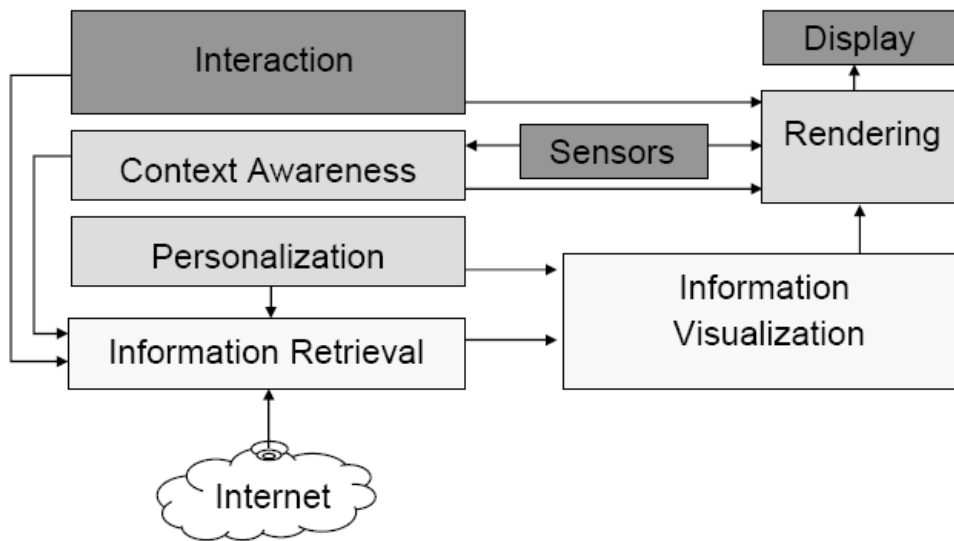 Interaction
Display
Rendering
Sensors
Context Awareness
Personalization
Information
Visualization
Information Retrieval
Internet